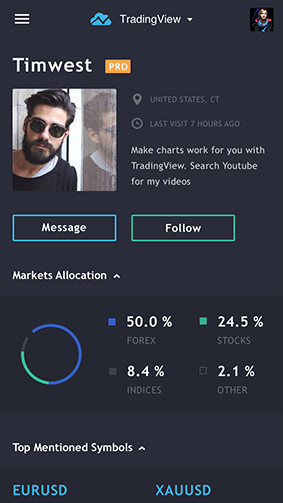 TradingView
Timwest PRO
UNITED STATES, CT
LAST VISIT 7 HOURS AGO
Make charts work for you with
TradingView. Search Youtube
for my videos
Message Follow
Markets Allocation
50.0 % 24.5 %
FOREX STOCKS
8.4 % 2.1 %
INDICES OTHER
Top Mentioned Symbols
EURUSD XAUUSD